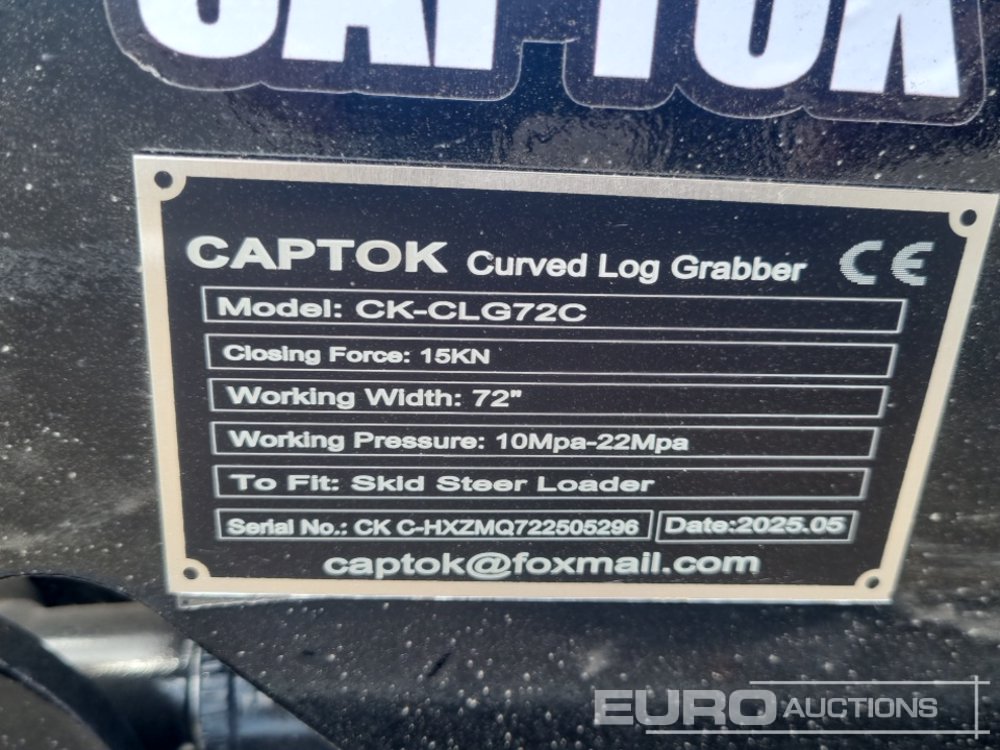 CAPTOK
CAPTOK Curved Log Grabber CE
Model: CK-CLG72C
Closing Force: 15KN
Working Width: 72"
Working Pressure: 10Mpa-22Mpa
To Fit: Skid Steer Loader
Serial No.: CK C-HXZMQ722505296 Date:2025.05
captok@foxmail.com
EURO AUCTIONS